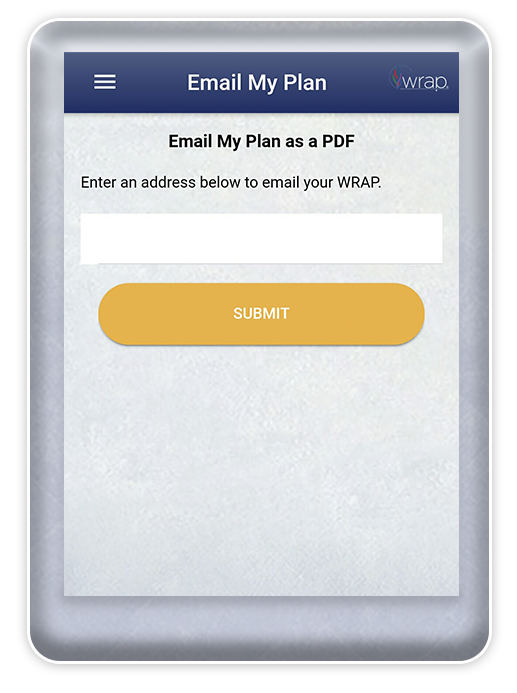 Email My Plan
wrap.
Email My Plan as a PDF
Enter an address below to email your WRAP.
SUBMIT